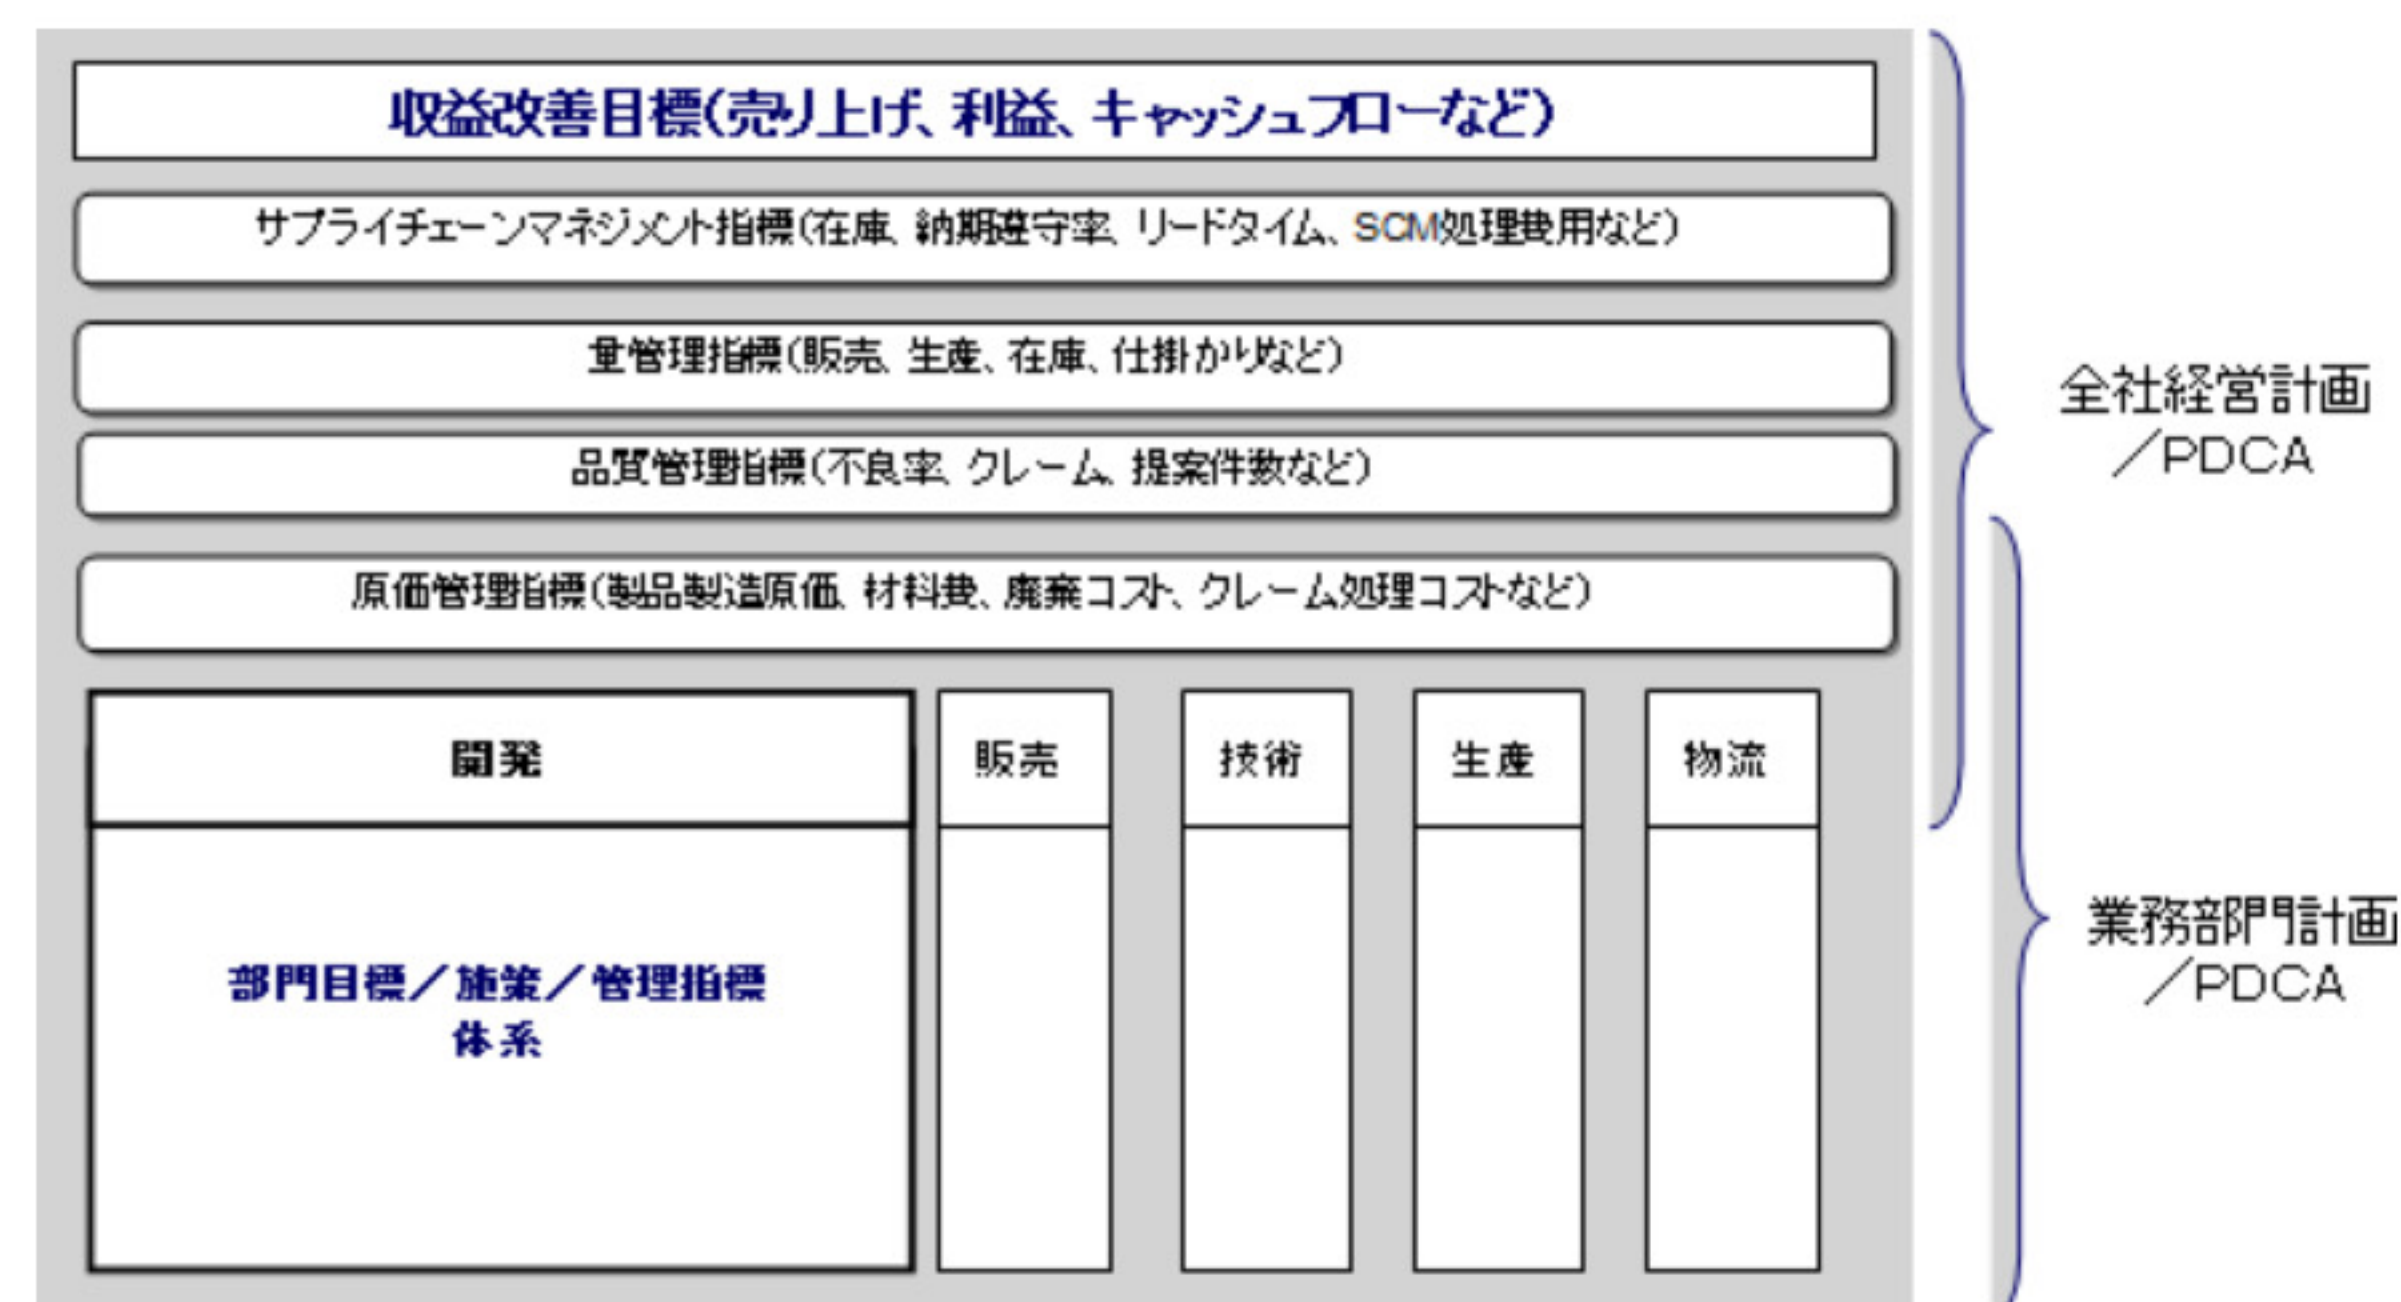 収益改善目標(売り上げ、利益、キャッシュフローなど)
サプライチェーンマネジメント指標(在庫、納期遵守率、リードタイム、SCM処理費用など)
量管理指標(販売、生産、在庫、仕掛かりなど)
品質管理指標(不良率、クレーム、提案件数など)
原価管理指標(製品製造原価、材料費、廃棄コスト、クレーム処理コストなど)
全社経営計画
／PDCA
開発
販売
技術
生産
物流
部門目標／施策／管理指標
体系
業務部門計画
／PDCA